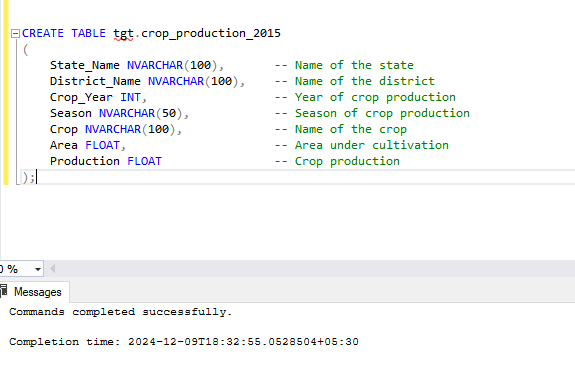 CREATE TABLE tgt.crop_production_2015
(
State_Name NVARCHAR(100), -- Name of the state
District_Name NVARCHAR(100), -- Name of the district
Crop_Year INT, -- Year of crop production
Season NVARCHAR(50), -- Season of crop production
Crop NVARCHAR(100), -- Name of the crop
Area FLOAT, -- Area under cultivation
Production FLOAT -- Crop production
);
0 %
Messages
Commands completed successfully.
Completion time: 2024-12-09T18:32:55.0528504+05:30